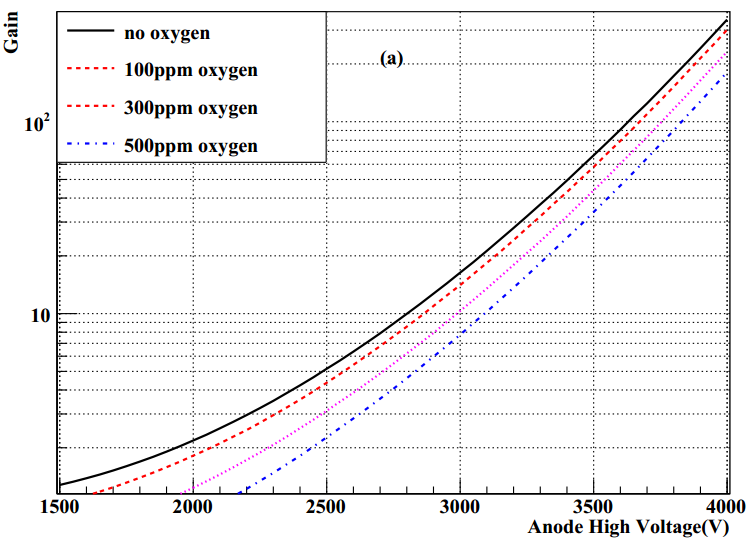 Gain
no oxygen
100ppm oxygen
300ppm oxygen
500ppm oxygen
(a)
10²
10
1500 2000 2500 3000 3500 4000
Anode High Voltage(V)